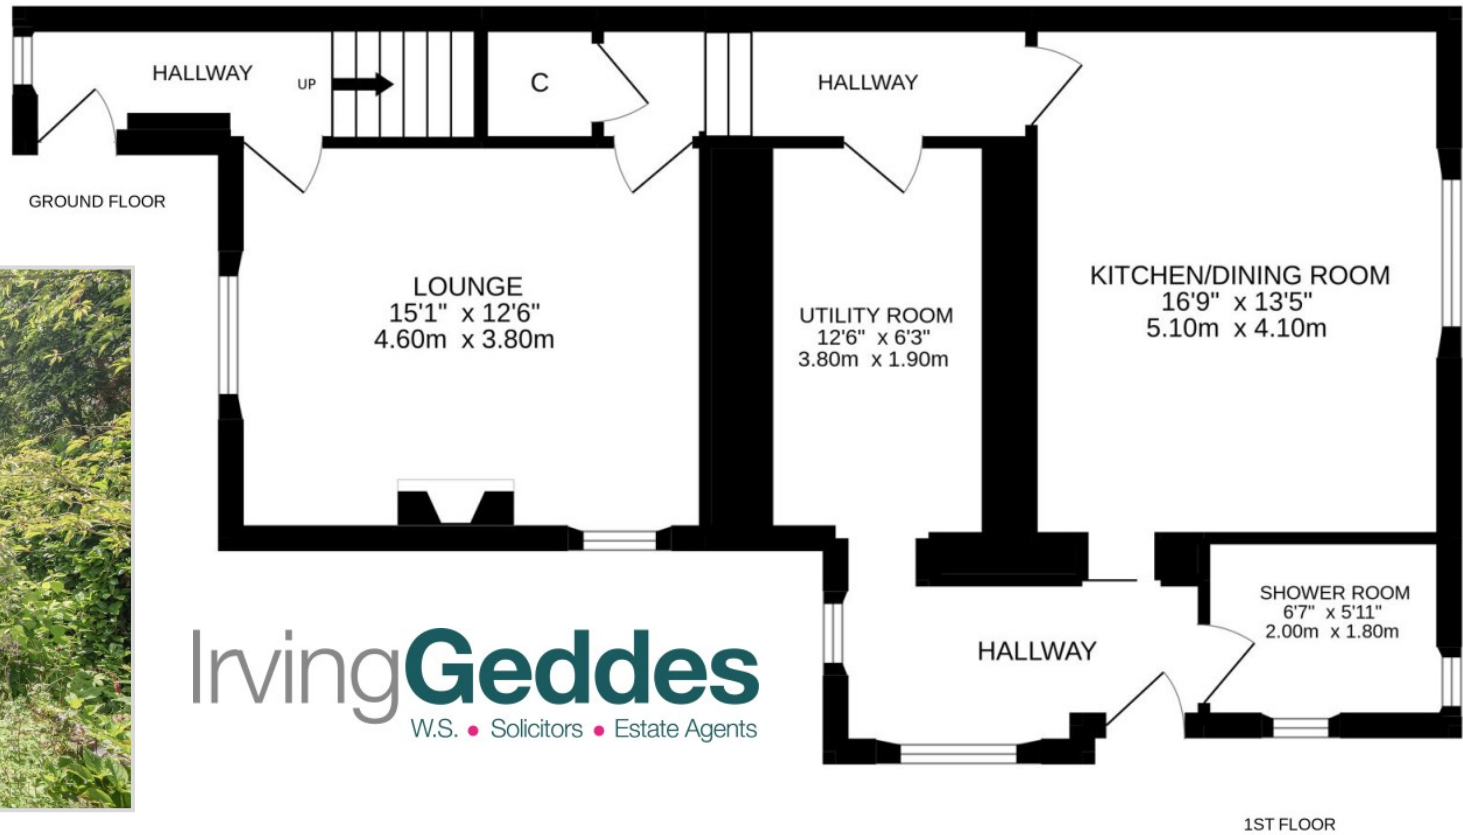 HALLWAY
UP
C
HALLWAY
GROUND FLOOR
LOUNGE
15'1" x 12'6"
4.60m x 3.80m
UTILITY ROOM
12'6" x 6'3"
3.80m x 1.90m
KITCHEN/DINING ROOM
16'9" x 13'5"
5.10m x 4.10m
SHOWER ROOM
6'7" x 5'11"
2.00m x 1.80m
HALLWAY
IrvingGeddes
W.S. • Solicitors • Estate Agents
1ST FLOOR